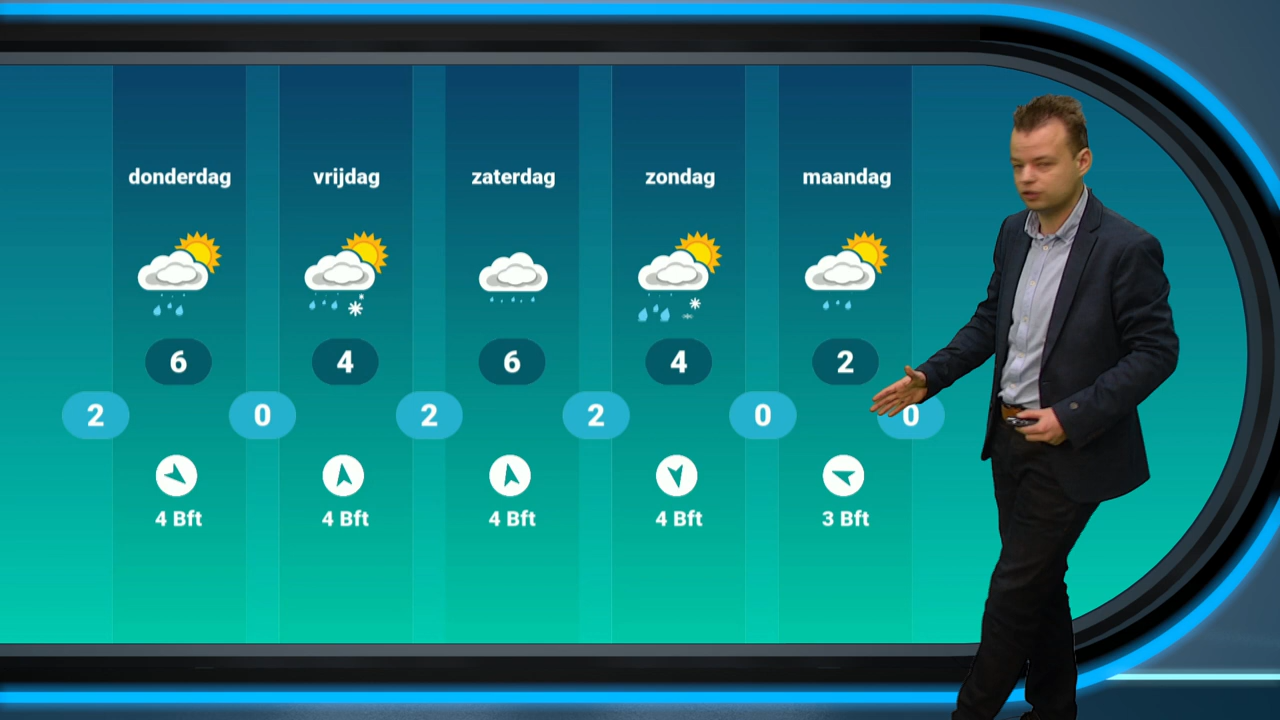 donderdag vrijdag zaterdag zondag maandag
6 4 6 4 2
2 0 2 2 0 0
4 Bft 4 Bft 4 Bft 4 Bft 3 Bft